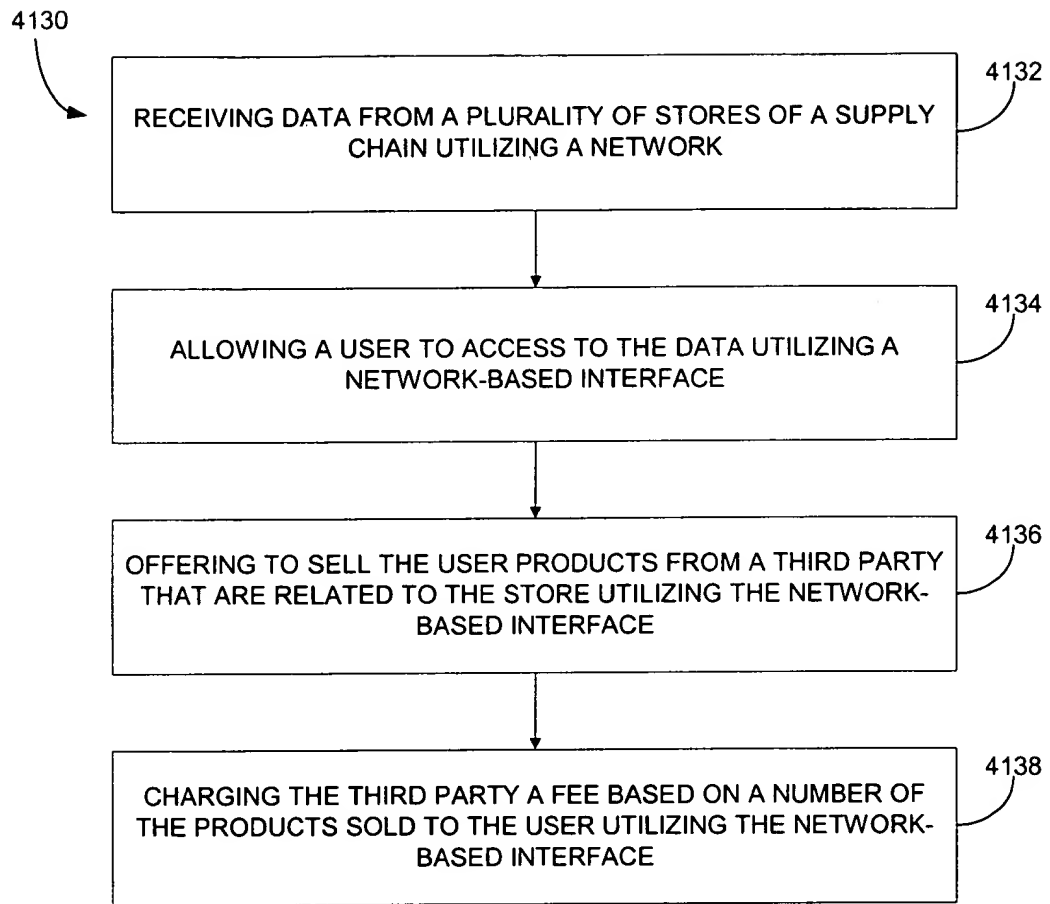 4130
4132
RECEIVING DATA FROM A PLURALITY OF STORES OF A SUPPLY
CHAIN UTILIZING A NETWORK
4134
ALLOWING A USER TO ACCESS TO THE DATA UTILIZING A
NETWORK-BASED INTERFACE
4136
OFFERING TO SELL THE USER PRODUCTS FROM A THIRD PARTY
THAT ARE RELATED TO THE STORE UTILIZING THE NETWORK-
BASED INTERFACE
4138
CHARGING THE THIRD PARTY A FEE BASED ON A NUMBER OF
THE PRODUCTS SOLD TO THE USER UTILIZING THE NETWORK-
BASED INTERFACE